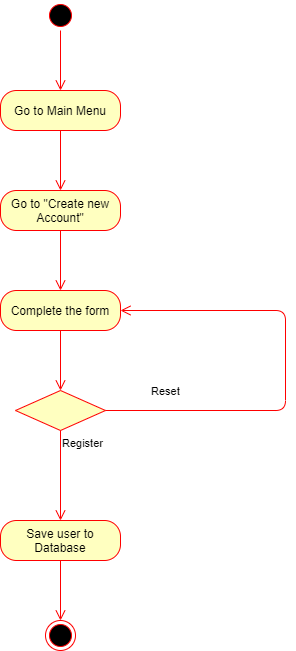 Go to Main Menu
Go to "Create new
Account"
Complete the form
Reset
Register
Save user to
Database